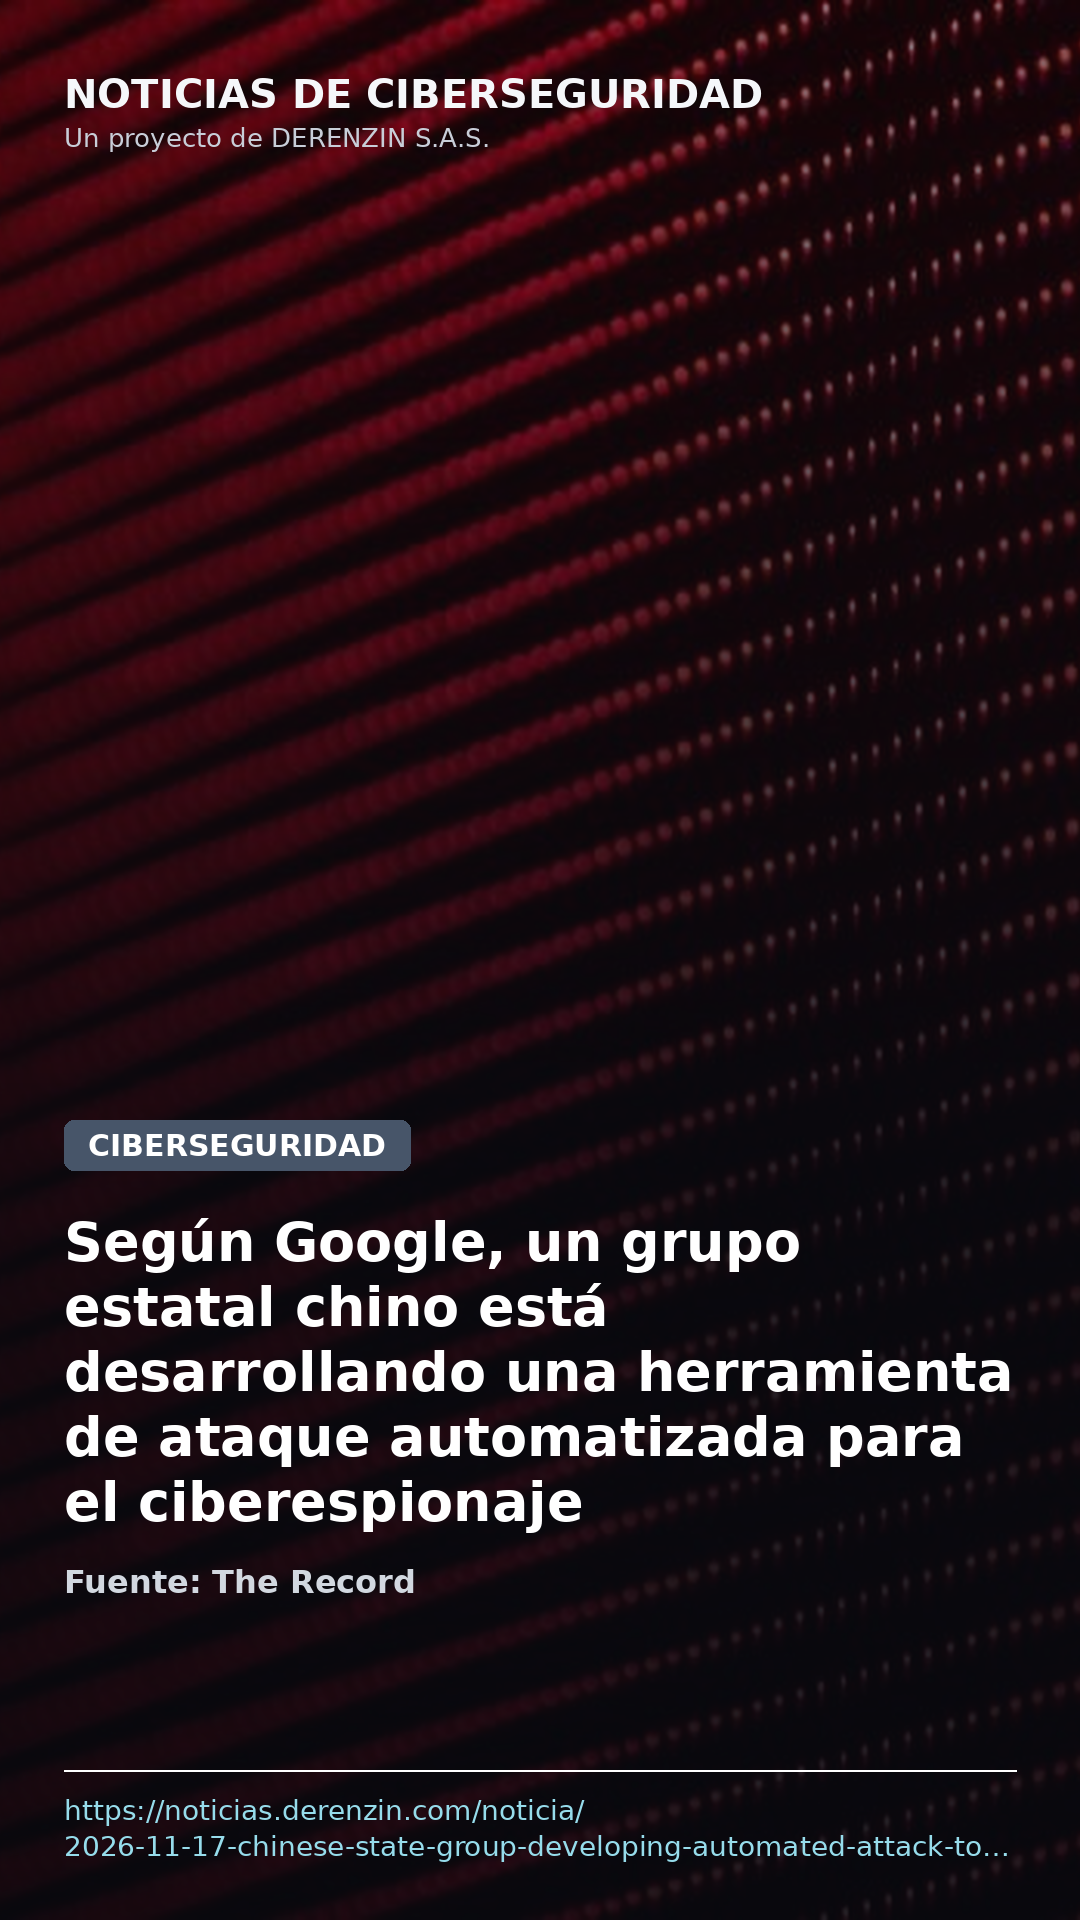 NOTICIAS DE CIBERSEGURIDAD
Un proyecto de DERENZIN S.A.S.
CIBERSEGURIDAD
Según Google, un grupo
estatal chino está
desarrollando una herramienta
de ataque automatizada para
el ciberespionaje
Fuente: The Record
https://noticias.derenzin.com/noticia/
2026-11-17-chinese-state-group-developing-automated-attack-to…